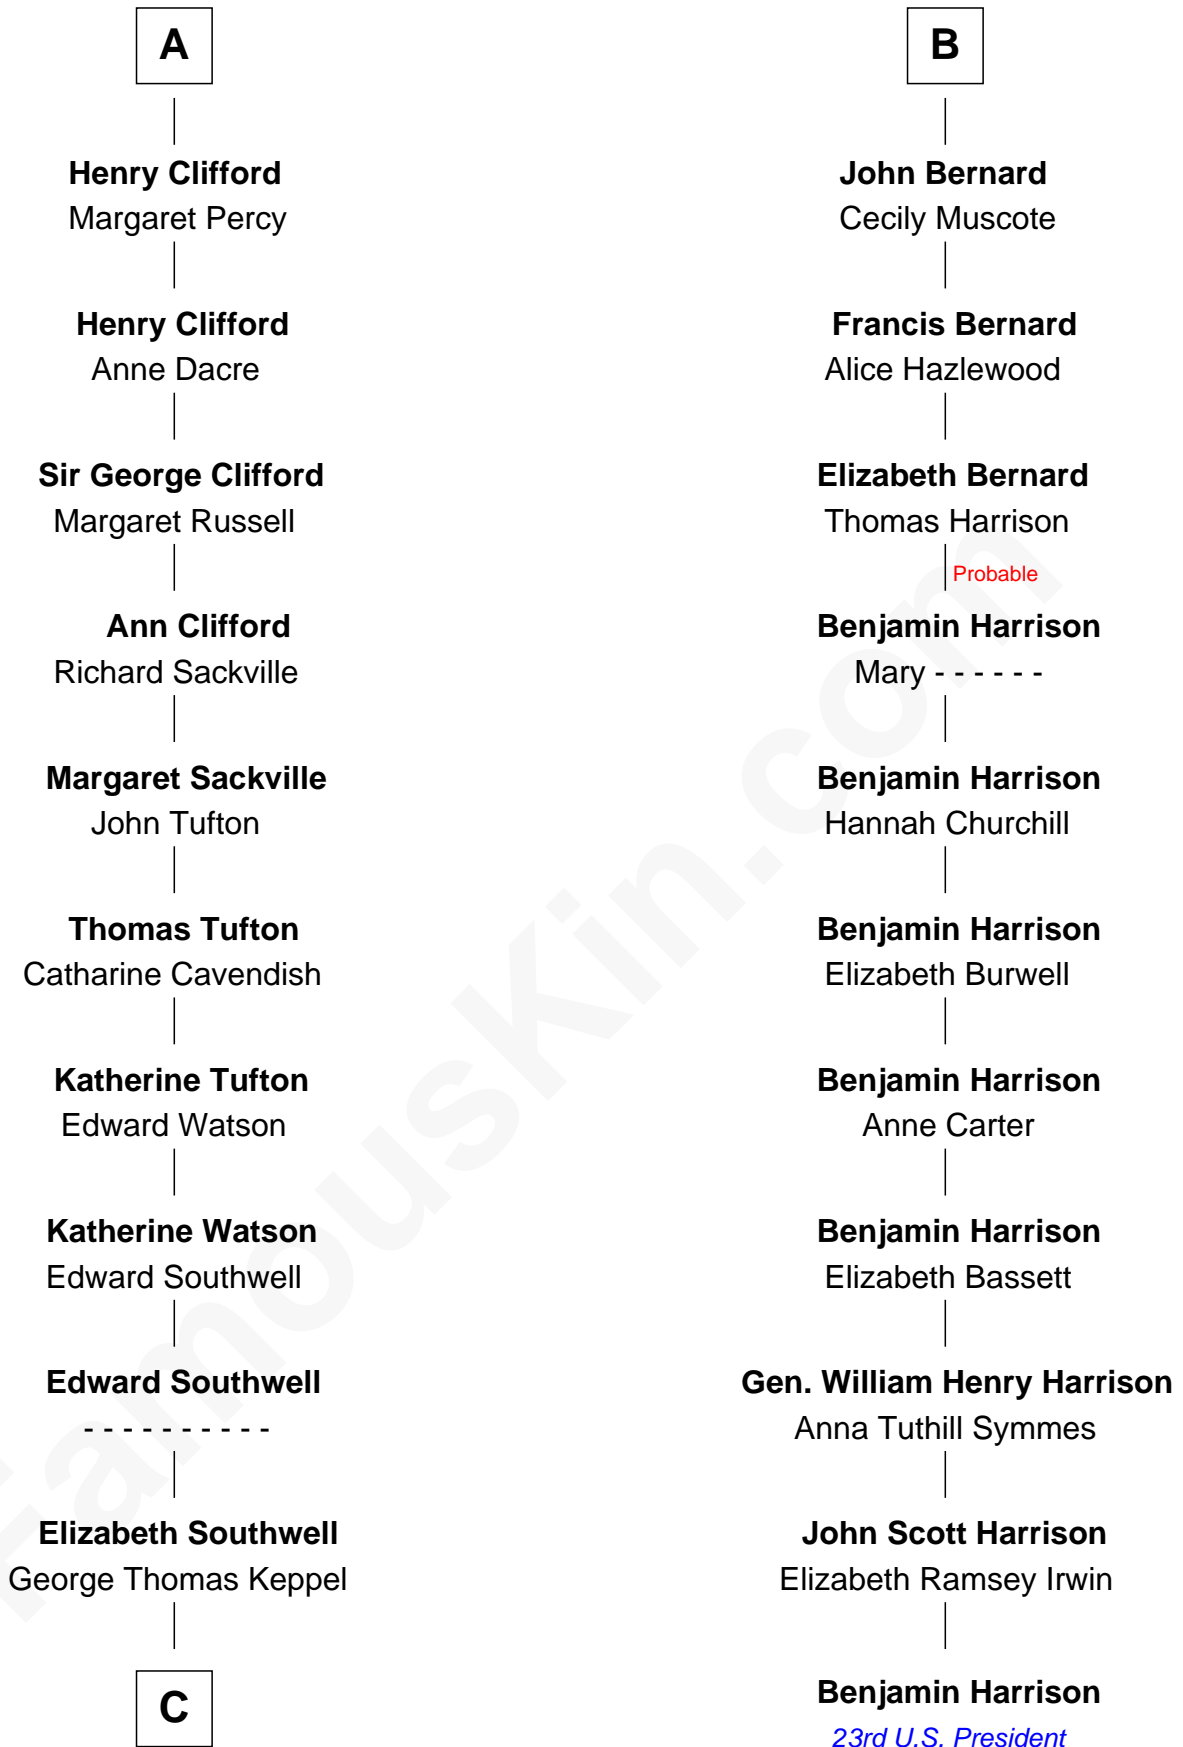 A
Henry Clifford
Margaret Percy
Henry Clifford
Anne Dacre
Sir George Clifford
Margaret Russell
Ann Clifford
Richard Sackville
Margaret Sackville
John Tufton
Thomas Tufton
Catharine Cavendish
Katherine Tufton
Edward Watson
Katherine Watson
Edward Southwell
Edward Southwell
- - - - - - - - - -
Elizabeth Southwell
George Thomas Keppel
C
B
John Bernard
Cecily Muscote
Francis Bernard
Alice Hazlewood
Elizabeth Bernard
Thomas Harrison
Probable
Benjamin Harrison
Mary - - - - - -
Benjamin Harrison
Hannah Churchill
Benjamin Harrison
Elizabeth Burwell
Benjamin Harrison
Anne Carter
Benjamin Harrison
Elizabeth Bassett
Gen. William Henry Harrison
Anna Tuthill Symmes
John Scott Harrison
Elizabeth Ramsey Irwin
Benjamin Harrison
23rd U.S. President
FamousKin.com